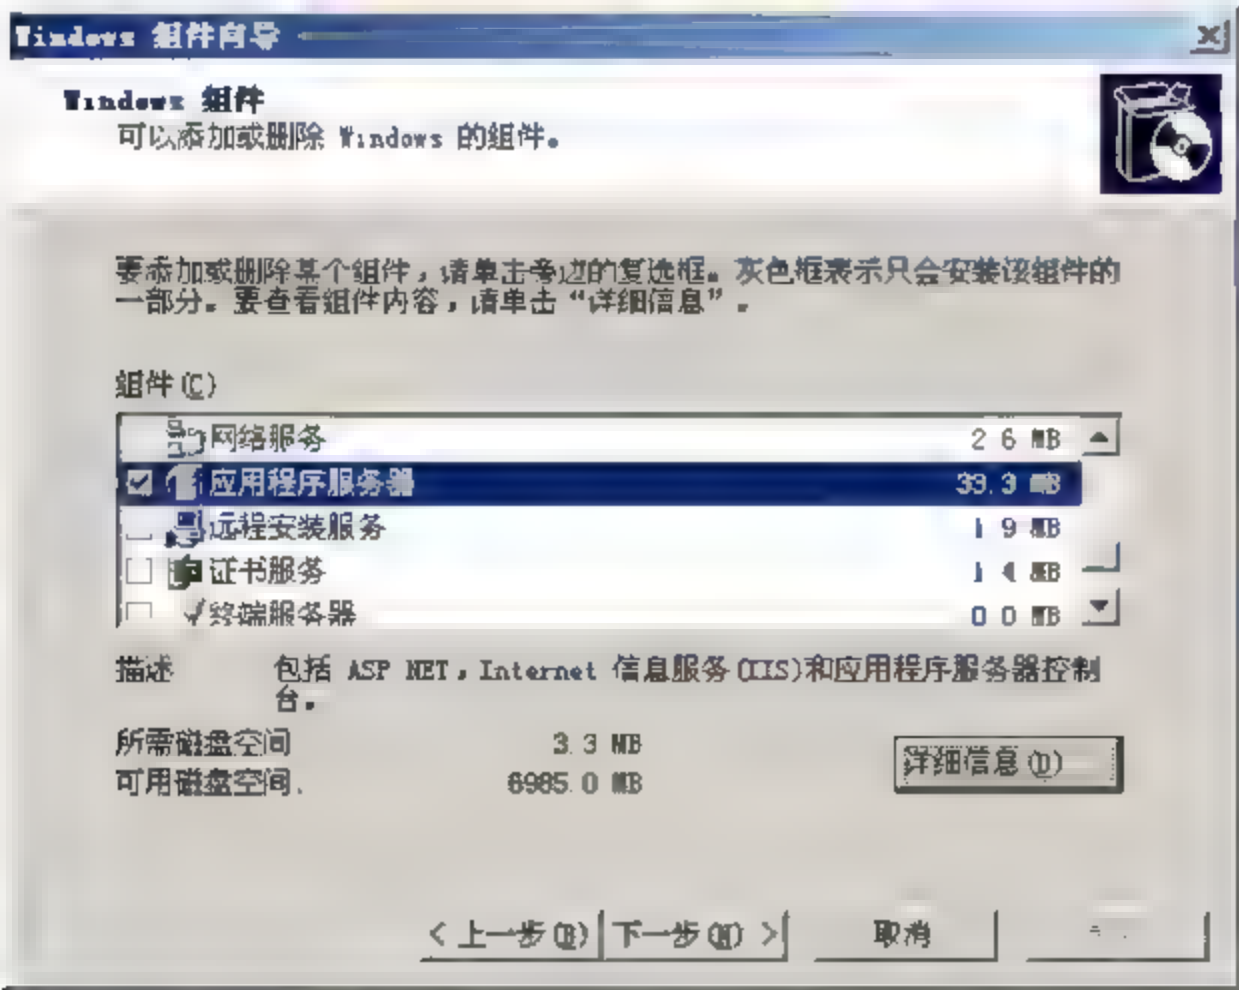 Windows 组件向导
Windows 组件
可以添加或删除 Windows 的组件。
要添加或删除某个组件，请单击旁边的复选框。灰色框表示只会安装该组件的
一部分。要查看组件内容，请单击“详细信息”。
组件(C)
网络服务 2 6 MB
应用程序服务器 33.3 MB
远程安装服务 1 9 MB
证书服务 1 4 MB
终端服务器 0 0 MB
描述 包括 ASP NET，Internet 信息服务(IIS)和应用程序服务器控制
台。
所需磁盘空间 3.3 MB
可用磁盘空间. 6985.0 MB
详细信息(D)
< 上一步(B) 下一步(N) > 取消